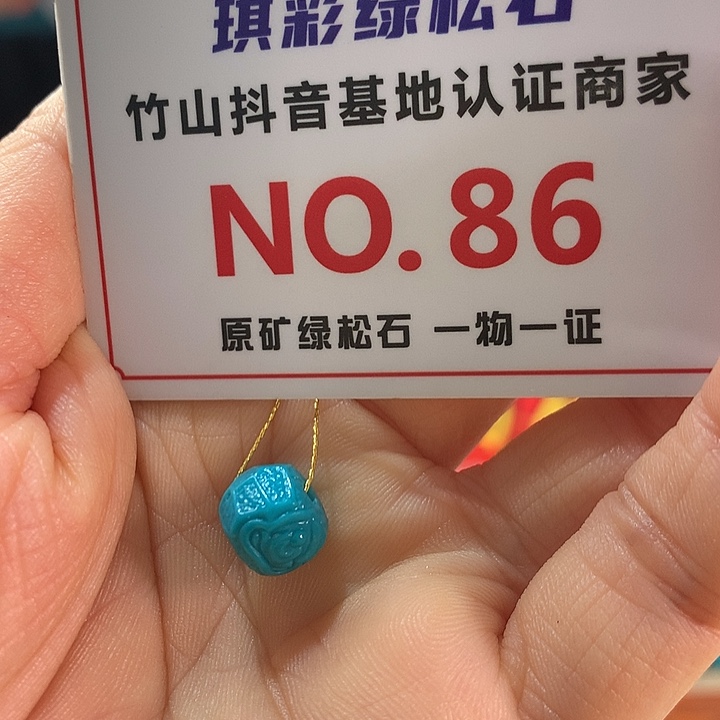 琪彩绿松石
竹山抖音基地认证商家
NO.86
原矿绿松石 一物一证